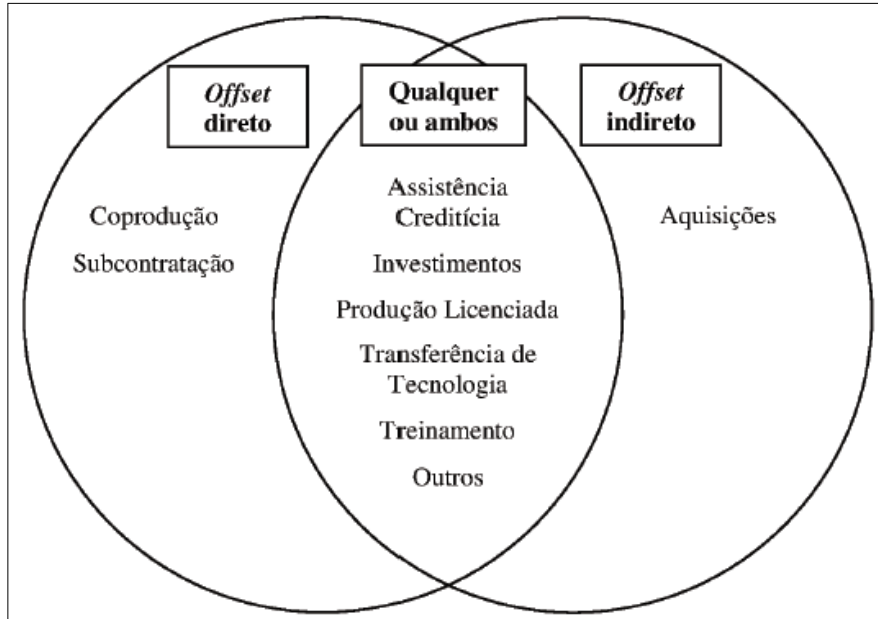 Offset
direto
Qualquer
ou ambos
Offset
indireto
Coprodução
Subcontratação
Assistência
Creditícia
Investimentos
Produção Licenciada
Transferência de
Tecnologia
Treinamento
Outros
Aquisições